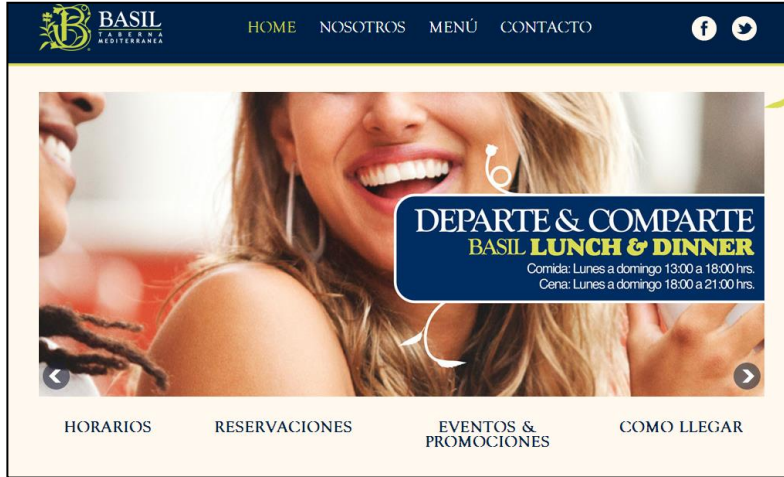 BASIL
TABERNA
MEDITERRANEA
HOME NOSOTROS MENÚ CONTACTO
DEPARTE & COMPARTE
BASIL LUNCH & DINNER
Comida: Lunes a domingo 13:00 a 18:00 hrs.
Cena: Lunes a domingo 18:00 a 21:00 hrs.
HORARIOS
RESERVACIONES
EVENTOS &
PROMOCIONES
COMO LLEGAR